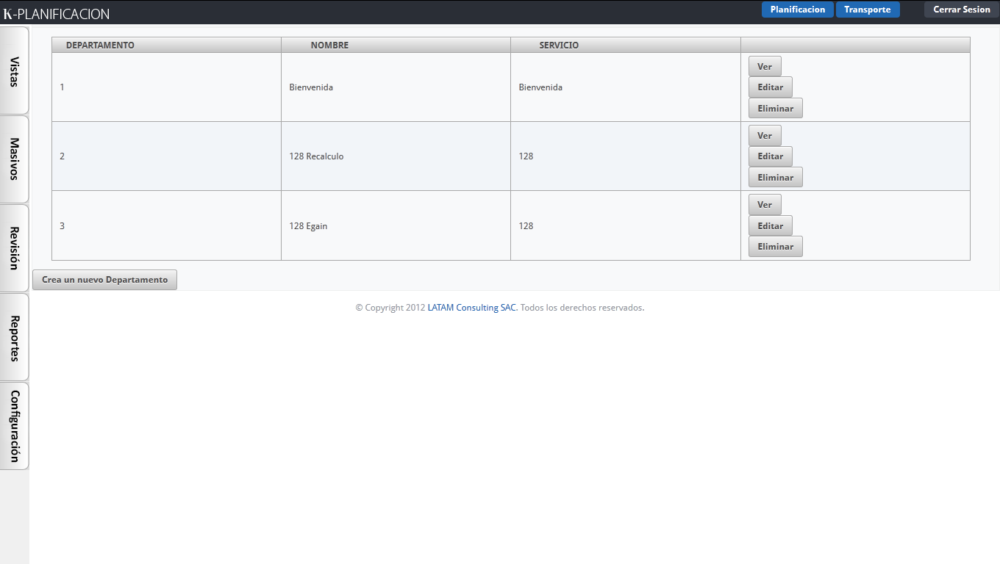 K-PLANIFICACION
Planificacion Transporte Cerrar Sesion
Vistas
Masivos
Revisión
Reportes
Configuración
DEPARTAMENTO NOMBRE SERVICIO
1 Bienvenida Bienvenida
Ver
Editar
Eliminar
2 128 Recalculo 128
Ver
Editar
Eliminar
3 128 Egain 128
Ver
Editar
Eliminar
Crea un nuevo Departamento
© Copyright 2012 LATAM Consulting SAC. Todos los derechos reservados.